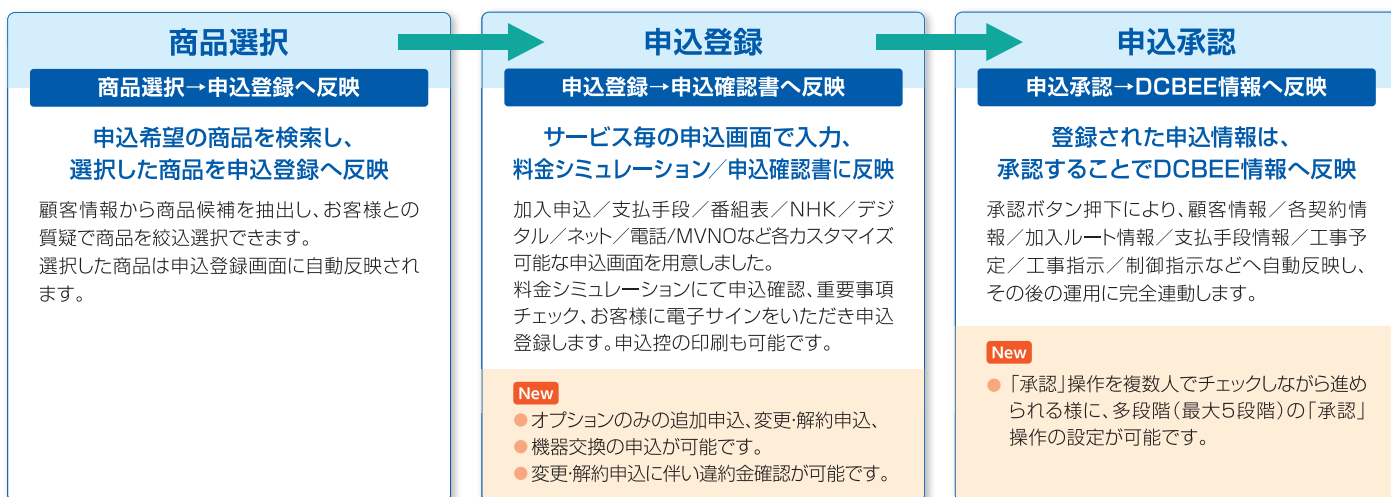 商品選択
商品選択→申込登録へ反映
申込希望の商品を検索し、
選択した商品を申込登録へ反映
顧客情報から商品候補を抽出し、お客様との
質疑で商品を絞込選択できます。
選択した商品は申込登録画面に自動反映され
ます。
申込登録
申込登録→申込確認書へ反映
サービス毎の申込画面で入力、
料金シミュレーション／申込確認書に反映
加入申込／支払手段／番組表／NHK／デジ
タル／ネット／電話/MVNOなど各カスタマイズ
可能な申込画面を用意しました。
料金シミュレーションにて申込確認、重要事項
チェック、お客様に電子サインをいただき申込
登録します。申込控の印刷も可能です。
New
●オプションのみの追加申込、変更・解約申込、
●機器交換の申込が可能です。
●変更・解約申込に伴い違約金確認が可能です。
申込承認
申込承認→DCBEE情報へ反映
登録された申込情報は、
承認することでDCBEE情報へ反映
承認ボタン押下により、顧客情報／各契約情
報／加入ルート情報／支払手段情報／工事予
定／工事指示／制御指示などへ自動反映し、
その後の運用に完全連動します。
New
●「承認」操作を複数人でチェックしながら進め
られる様に、多段階（最大5段階）の「承認」
操作の設定が可能です。